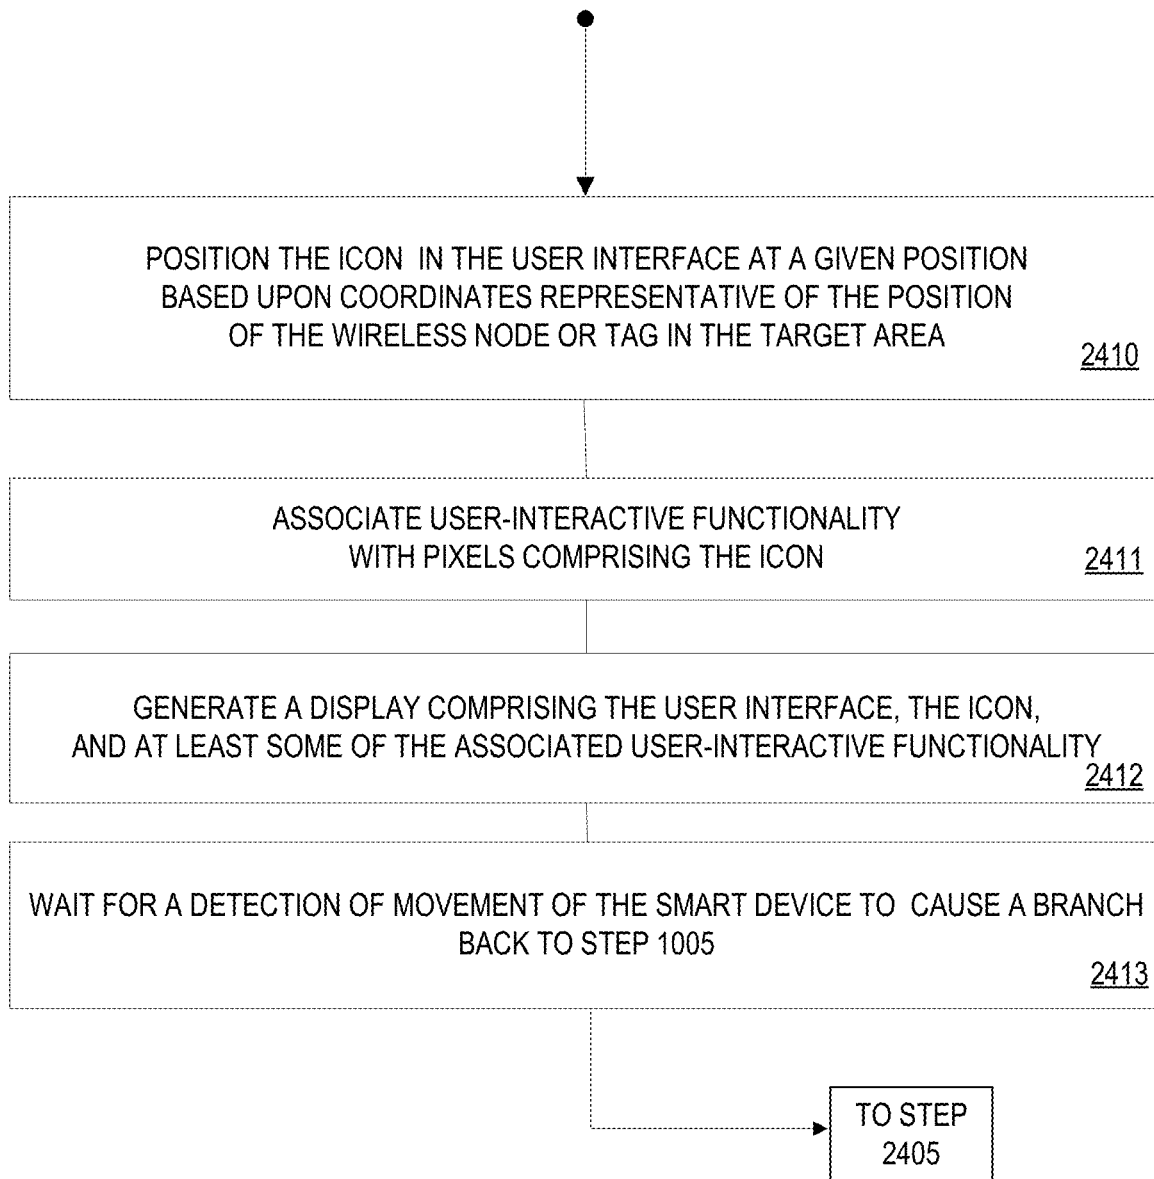 POSITION THE ICON IN THE USER INTERFACE AT A GIVEN POSITION
BASED UPON COORDINATES REPRESENTATIVE OF THE POSITION
OF THE WIRELESS NODE OR TAG IN THE TARGET AREA
2410
ASSOCIATE USER-INTERACTIVE FUNCTIONALITY
WITH PIXELS COMPRISING THE ICON
2411
GENERATE A DISPLAY COMPRISING THE USER INTERFACE, THE ICON,
AND AT LEAST SOME OF THE ASSOCIATED USER-INTERACTIVE FUNCTIONALITY
2412
WAIT FOR A DETECTION OF MOVEMENT OF THE SMART DEVICE TO CAUSE A BRANCH
BACK TO STEP 1005
2413
TO STEP
2405